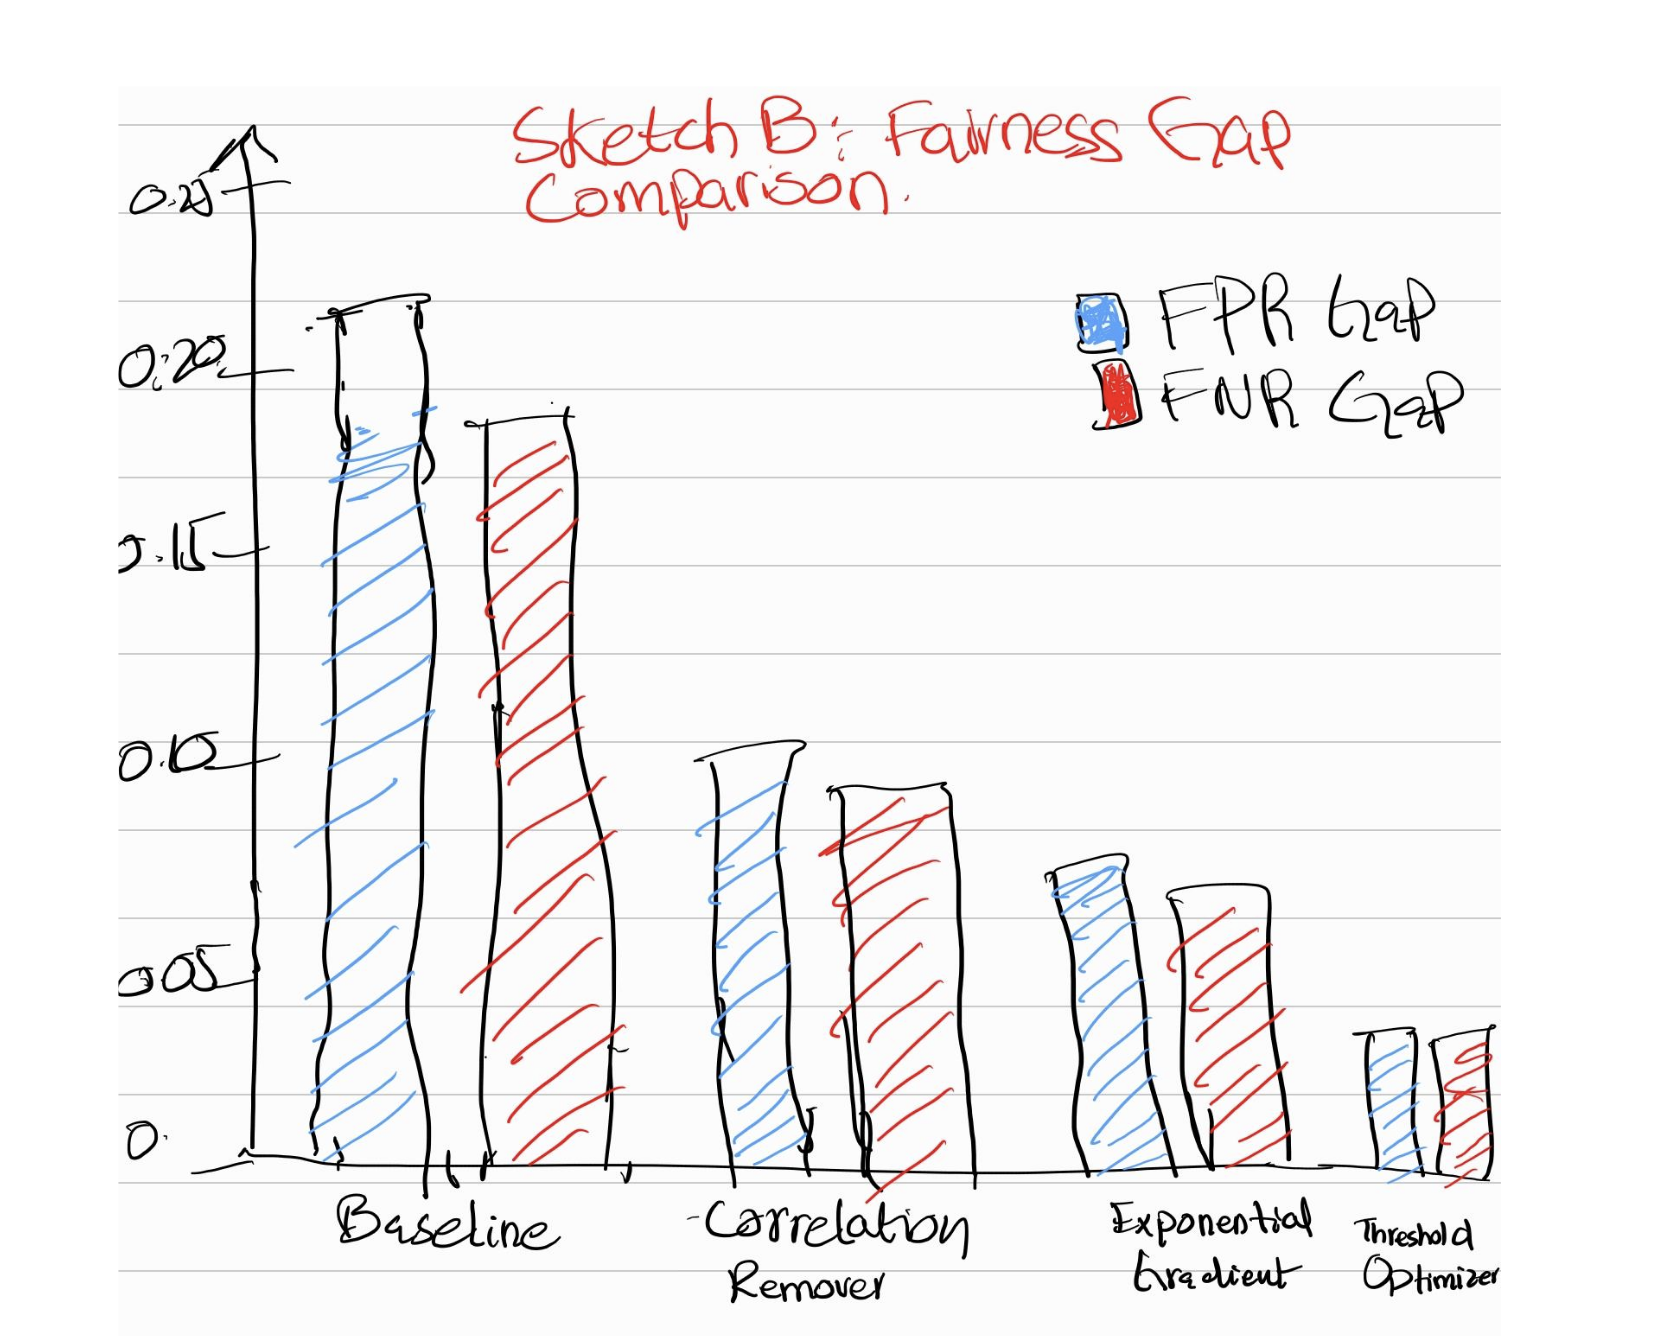 Sketch B: Fairness Gap
Comparison.
0.25
0.20
0.15
0.10
0.05
0
FPR Gap
FNR Gap
Baseline
Correlation
Remover
Exponential
Gradient
Threshold
Optimizer